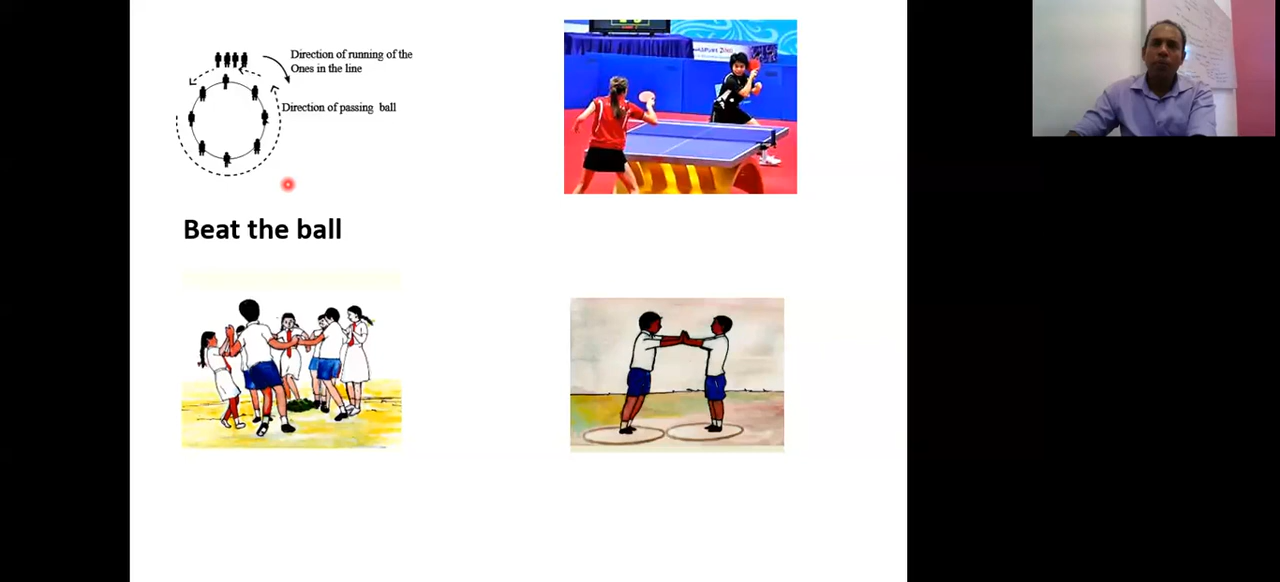 Direction of running of the
Ones in the line
Direction of passing ball
Beat the ball